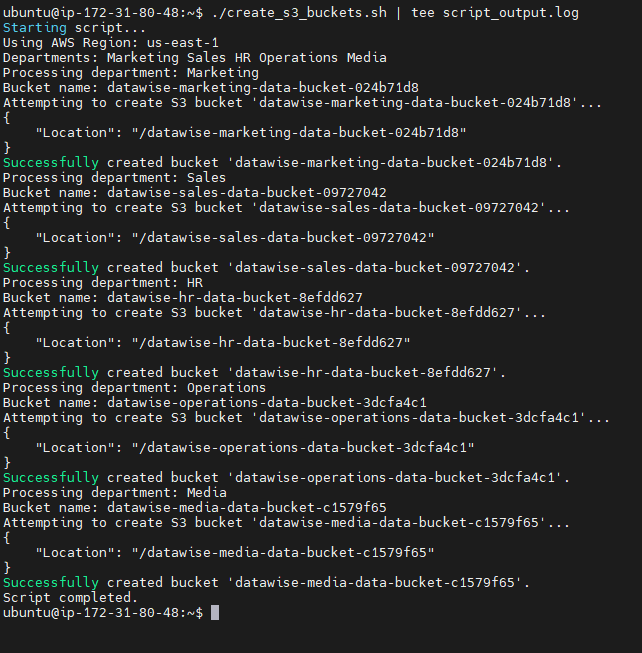 ubuntu@ip-172-31-80-48:~$ ./create_s3_buckets.sh | tee script_output.log
Starting script...
Using AWS Region: us-east-1
Departments: Marketing Sales HR Operations Media
Processing department: Marketing
Bucket name: datawise-marketing-data-bucket-024b71d8
Attempting to create S3 bucket 'datawise-marketing-data-bucket-024b71d8'...
{
    "Location": "/datawise-marketing-data-bucket-024b71d8"
}
Successfully created bucket 'datawise-marketing-data-bucket-024b71d8'.
Processing department: Sales
Bucket name: datawise-sales-data-bucket-09727042
Attempting to create S3 bucket 'datawise-sales-data-bucket-09727042'...
{
    "Location": "/datawise-sales-data-bucket-09727042"
}
Successfully created bucket 'datawise-sales-data-bucket-09727042'.
Processing department: HR
Bucket name: datawise-hr-data-bucket-8efdd627
Attempting to create S3 bucket 'datawise-hr-data-bucket-8efdd627'...
{
    "Location": "/datawise-hr-data-bucket-8efdd627"
}
Successfully created bucket 'datawise-hr-data-bucket-8efdd627'.
Processing department: Operations
Bucket name: datawise-operations-data-bucket-3dcfa4c1
Attempting to create S3 bucket 'datawise-operations-data-bucket-3dcfa4c1'...
{
    "Location": "/datawise-operations-data-bucket-3dcfa4c1"
}
Successfully created bucket 'datawise-operations-data-bucket-3dcfa4c1'.
Processing department: Media
Bucket name: datawise-media-data-bucket-c1579f65
Attempting to create S3 bucket 'datawise-media-data-bucket-c1579f65'...
{
    "Location": "/datawise-media-data-bucket-c1579f65"
}
Successfully created bucket 'datawise-media-data-bucket-c1579f65'.
Script completed.
ubuntu@ip-172-31-80-48:~$